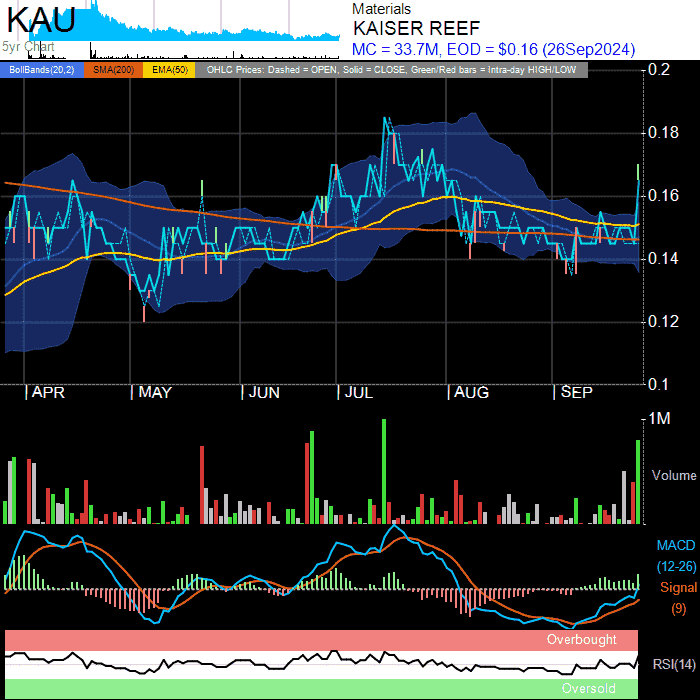 KAU
5yr Chart
Materials
KAISER REEF
MC = 33.7M, EOD = $0.16 (26Sep2024)
BollBands(20,2) SMA(200) EMA(50) OHLC Prices: Dashed = OPEN, Solid = CLOSE, Green/Red bars = Intra-day HIGH/LOW
0.2
0.18
0.16
0.14
0.12
0.1
APR MAY JUN JUL AUG SEP
1M
Volume
MACD
(12-26)
Signal
(9)
Overbought
RSI(14)
Oversold